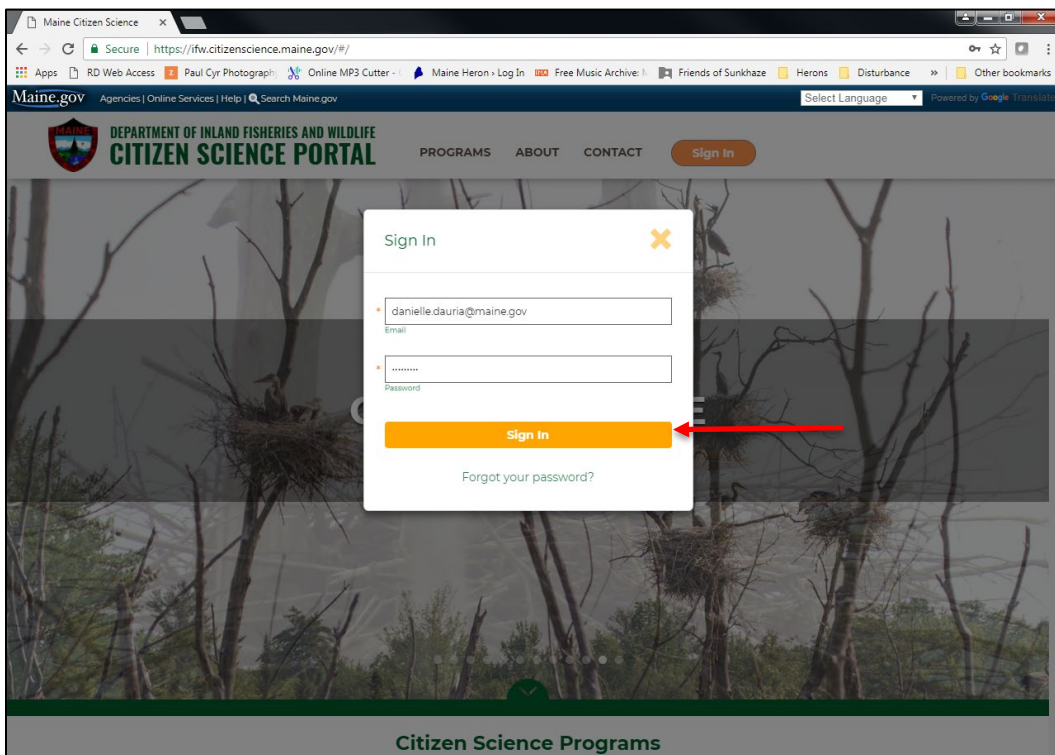 Maine Citizen Science
Secure | https://ifw.citizenscience.maine.gov/#/
Apps RD Web Access Paul Cyr Photograph Online MP3 Cutter - Maine Heron › Log In Free Music Archive: Friends of Sunkhaze Herons Disturbance » Other bookmarks
Maine.gov Agencies | Online Services | Help | Search Maine.gov Select Language Powered by Google Translate
MAINE
DEPARTMENT OF INLAND FISHERIES AND WILDLIFE
CITIZEN SCIENCE PORTAL PROGRAMS ABOUT CONTACT Sign In
Sign In
* danielle.dauria@maine.gov
Email
* •••••••••
Password
Sign In
Forgot your password?
Citizen Science Programs